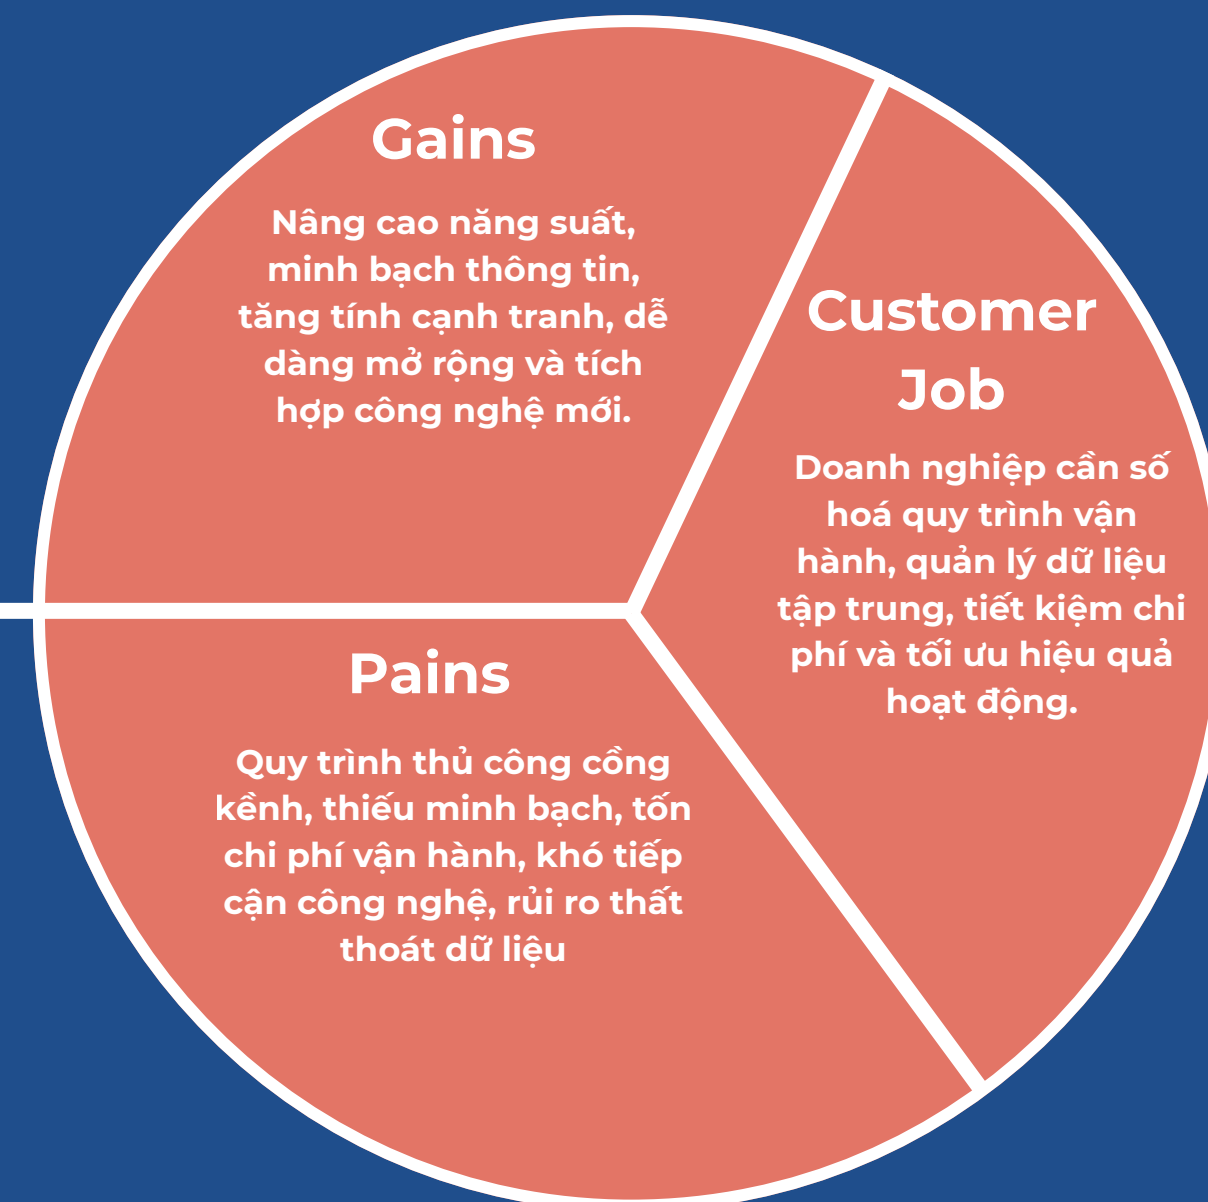 Gains
Nâng cao năng suất,
minh bạch thông tin,
tăng tính cạnh tranh, dễ
dàng mở rộng và tích
hợp công nghệ mới.
Customer
Job
Doanh nghiệp cần số
hoá quy trình vận
hành, quản lý dữ liệu
tập trung, tiết kiệm chi
phí và tối ưu hiệu quả
hoạt động.
Pains
Quy trình thủ công cồng
kềnh, thiếu minh bạch, tốn
chi phí vận hành, khó tiếp
cận công nghệ, rủi ro thất
thoát dữ liệu